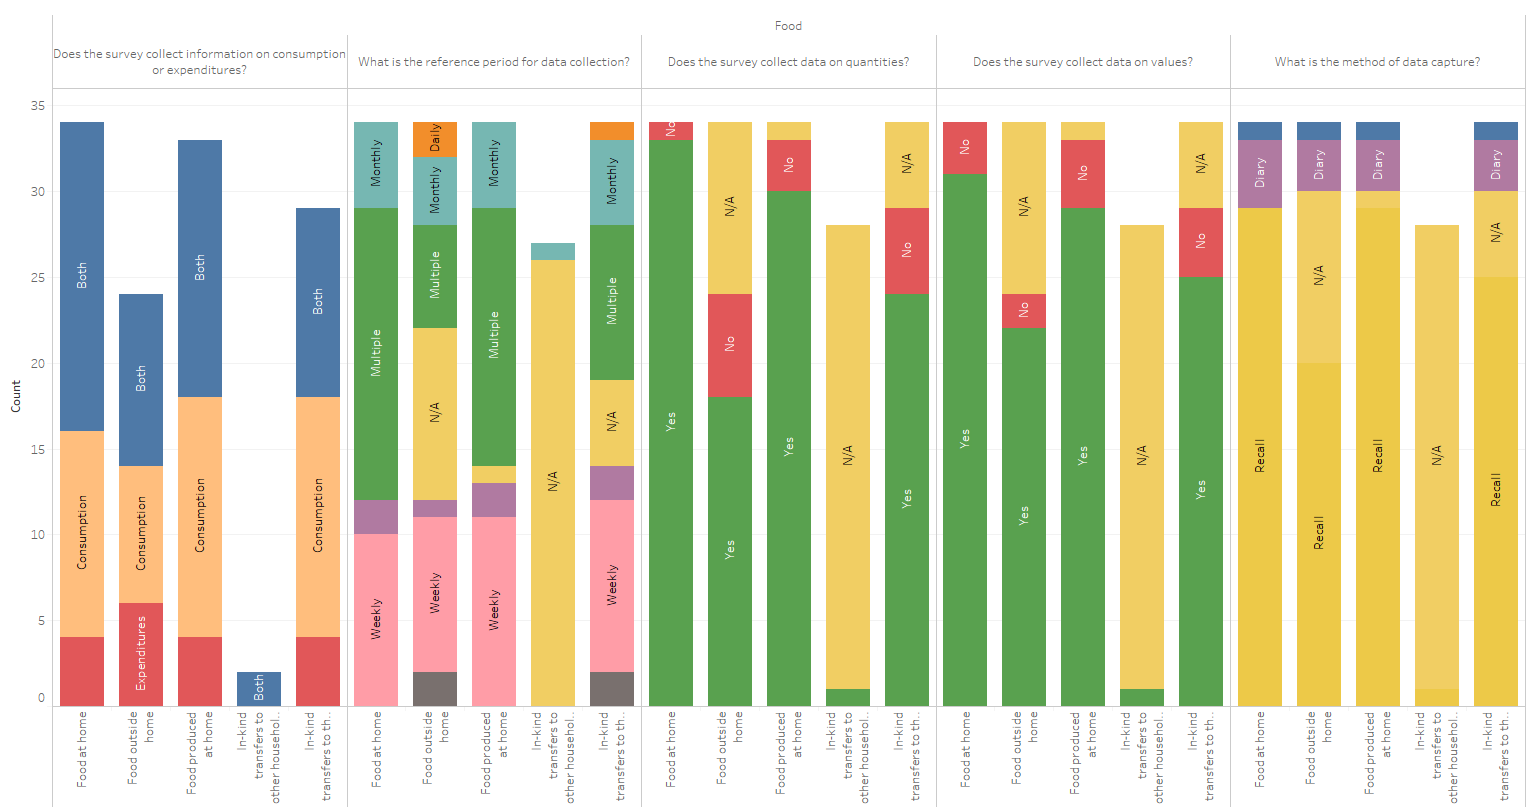 Food
Does the survey collect information on consumption
or expenditures?
What is the reference period for data collection?
Does the survey collect data on quantities?
Does the survey collect data on values?
What is the method of data capture?
Count
35
30
25
20
15
10
5
0
Both
Consumption
Both
Consumption
Expenditures
Both
Consumption
Both
Both
Consumption
Monthly
Multiple
Weekly
Daily
Monthly
Multiple
N/A
Weekly
Monthly
Multiple
Weekly
N/A
Monthly
Multiple
N/A
Weekly
No
Yes
N/A
No
Yes
No
Yes
N/A
N/A
No
Yes
No
Yes
N/A
No
Yes
No
Yes
N/A
N/A
No
Yes
Diary
Recall
Diary
N/A
Recall
Diary
Recall
N/A
Diary
N/A
Recall
Food at home
Food outside
home
Food produced
at home
In-kind
transfers to
other househol..
In-kind
transfers to th..
Food at home
Food outside
home
Food produced
at home
In-kind
transfers to
other househol..
In-kind
transfers to th..
Food at home
Food outside
home
Food produced
at home
In-kind
transfers to
other househol..
In-kind
transfers to th..
Food at home
Food outside
home
Food produced
at home
In-kind
transfers to
other househol..
In-kind
transfers to th..
Food at home
Food outside
home
Food produced
at home
In-kind
transfers to
other househol..
In-kind
transfers to th..